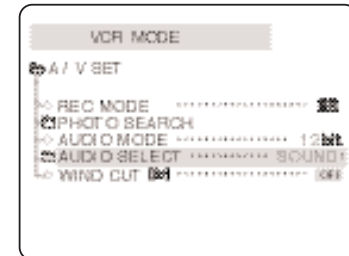 VCR MODE
A / V SET
REC MODE
PHOTO SEARCH
AUDIO MODE 12bit
AUDIO SELECT SOUND1
WIND CUT OFF